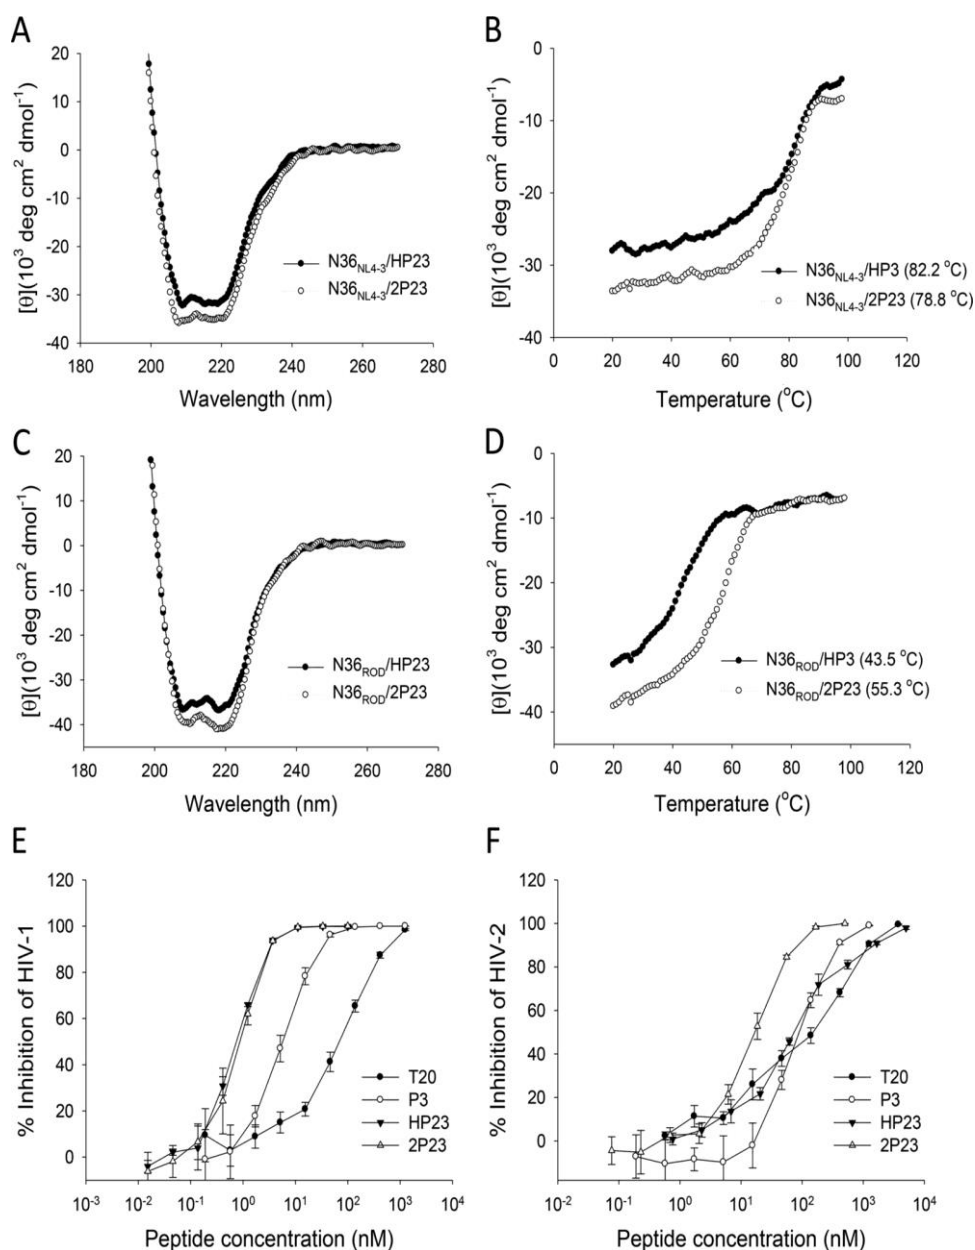 A
20
10
0
-10
-20
-30
-40
[θ](10³ deg cm² dmol⁻¹)
N36NL4-3/HP23
N36NL4-3/2P23
180 200 220 240 260 280
Wavelength (nm)
B
0
-10
-20
-30
-40
[θ](10³ deg cm² dmol⁻¹)
N36NL4-3/HP3 (82.2 °C)
N36NL4-3/2P23 (78.8 °C)
0 20 40 60 80 100 120
Temperature (°C)
C
20
10
0
-10
-20
-30
-40
[θ](10³ deg cm² dmol⁻¹)
N36ROD/HP23
N36ROD/2P23
180 200 220 240 260 280
Wavelength (nm)
D
0
-10
-20
-30
-40
[θ](10³ deg cm² dmol⁻¹)
N36ROD/HP3 (43.5 °C)
N36ROD/2P23 (55.3 °C)
0 20 40 60 80 100 120
Temperature (°C)
E
120
100
80
60
40
20
0
% Inibition of HIV-1
T20
P3
HP23
2P23
10⁻³ 10⁻² 10⁻¹ 10⁰ 10¹ 10² 10³ 10⁴
Peptide concentration (nM)
F
120
100
80
60
40
20
0
% Inibition of HIV-2
T20
P3
HP23
2P23
10⁻² 10⁻¹ 10⁰ 10¹ 10² 10³ 10⁴
Peptide concentration (nM)